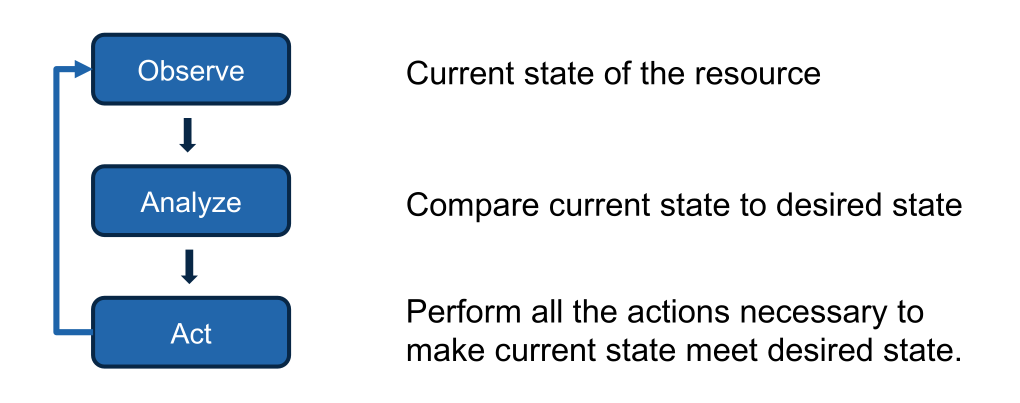 Observe
Current state of the resource
Analyze
Compare current state to desired state
Act
Perform all the actions necessary to
make current state meet desired state.